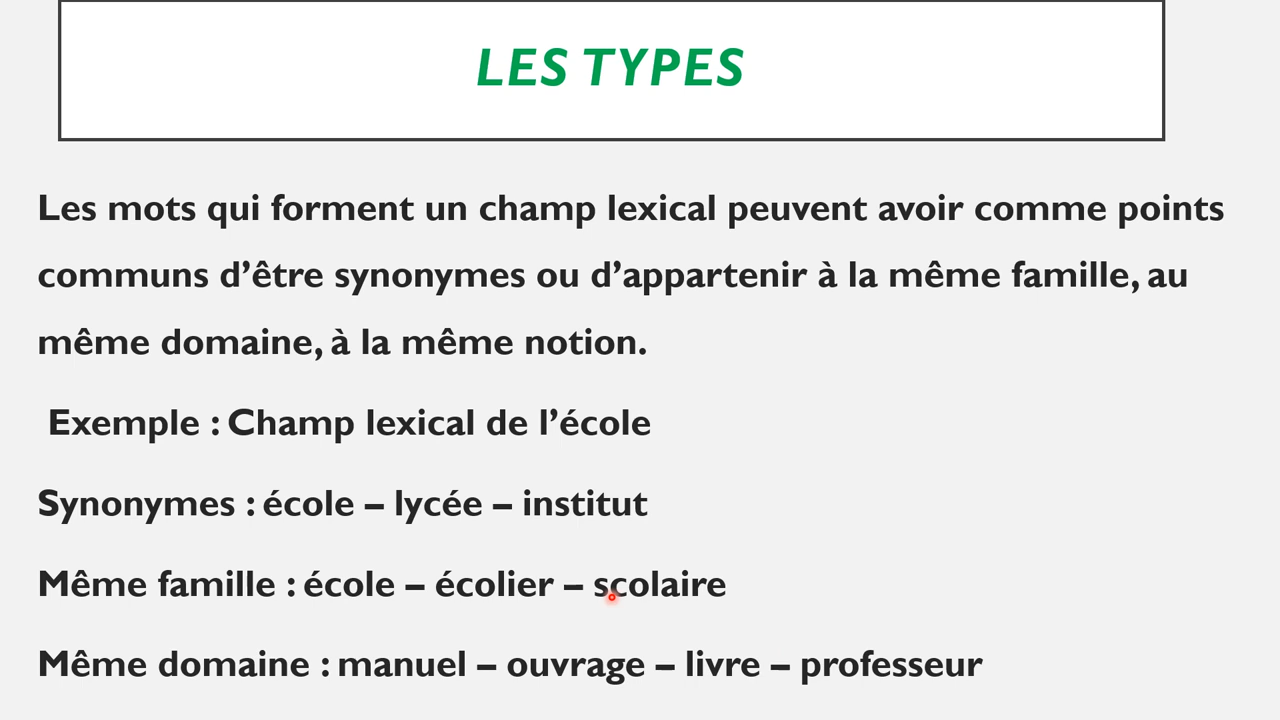 LES TYPES
Les mots qui forment un champ lexical peuvent avoir comme points
communs d’être synonymes ou d’appartenir à la même famille, au
même domaine, à la même notion.
Exemple : Champ lexical de l’école
Synonymes : école – lycée – institut
Même famille : école – écolier – scolaire
Même domaine : manuel – ouvrage – livre – professeur